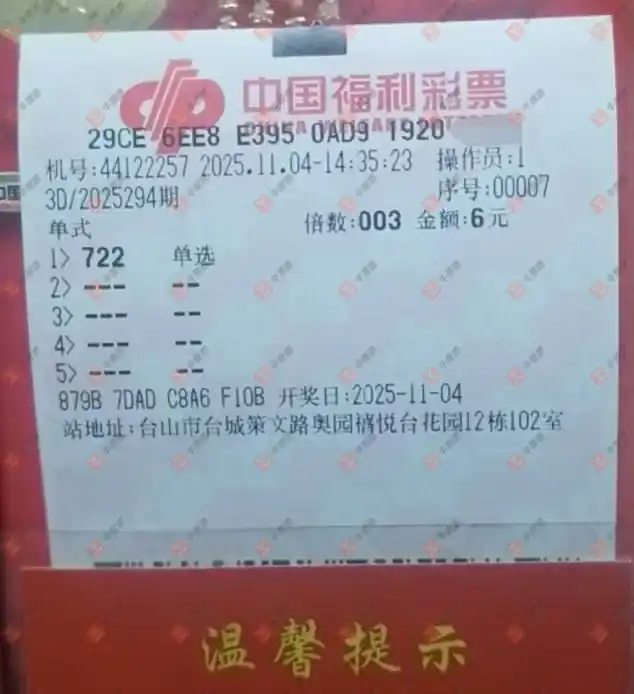 中国福利彩票
CHINA WELFARE LOTTERY
29CE 6EE8 E395 0AD9 1920
机号:44122257 2025.11.04-14:35:23 操作员:1
3D/2025294期 序号:00007
单式 倍数:003 金额:6元
1> 722 单选
2> --- --
3> --- --
4> --- --
5> --- --
879B 7DAD C8A6 F10B 开奖日:2025-11-04
站地址:台山市台城策文路奥园禧悦台花园12栋102室
温馨提示